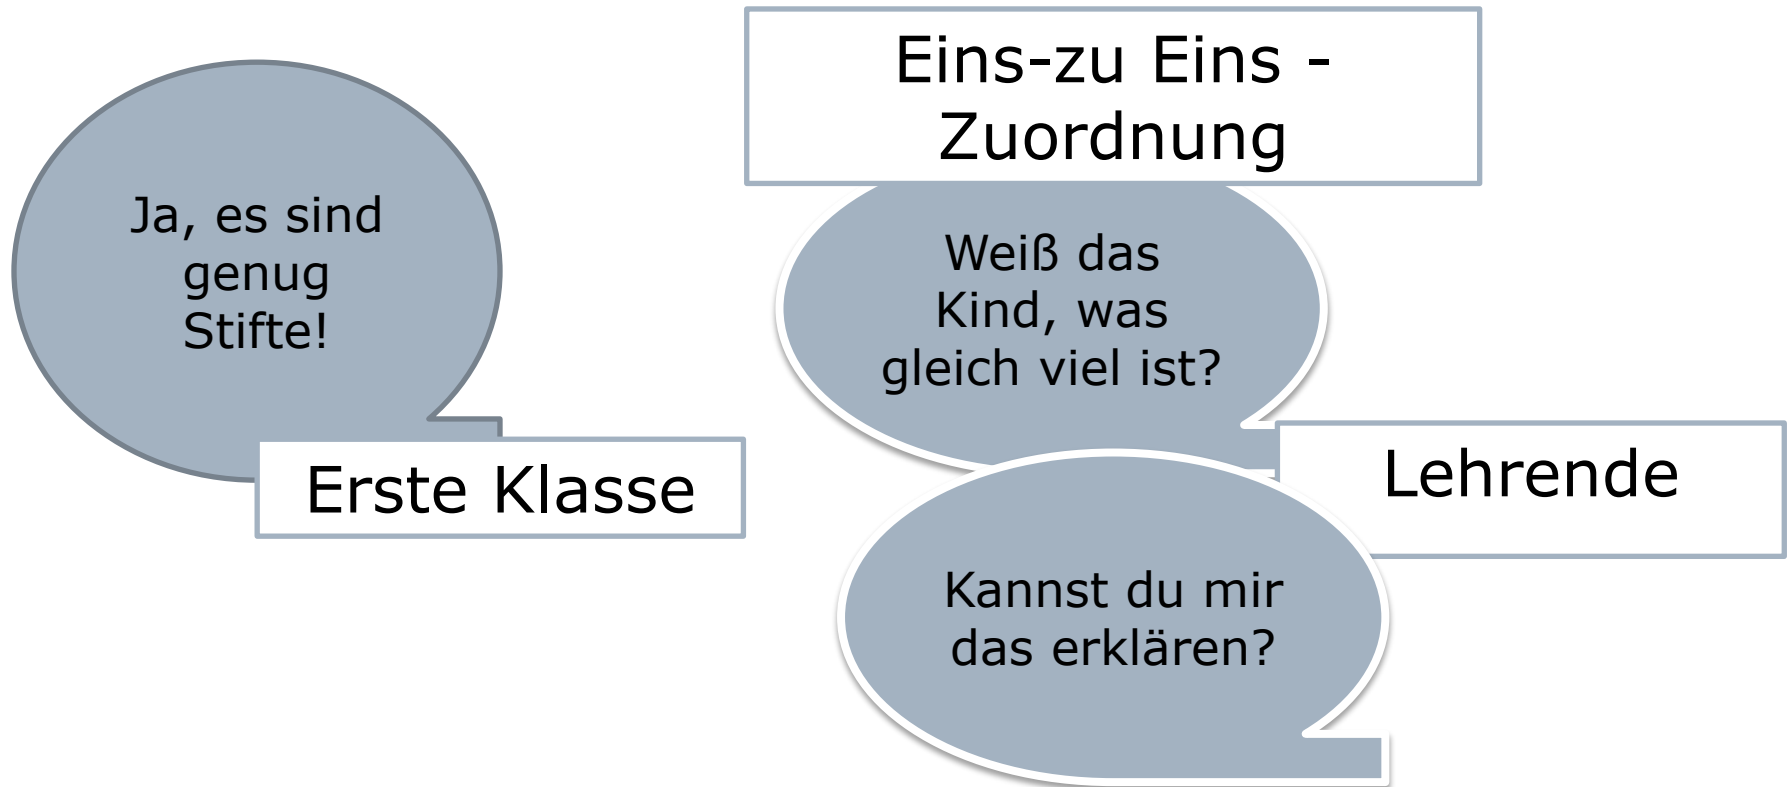 Ja, es sind
genug
Stifte!
Erste Klasse
Eins-zu Eins -
Zuordnung
Weiß das
Kind, was
gleich viel ist?
Lehrende
Kannst du mir
das erklären?